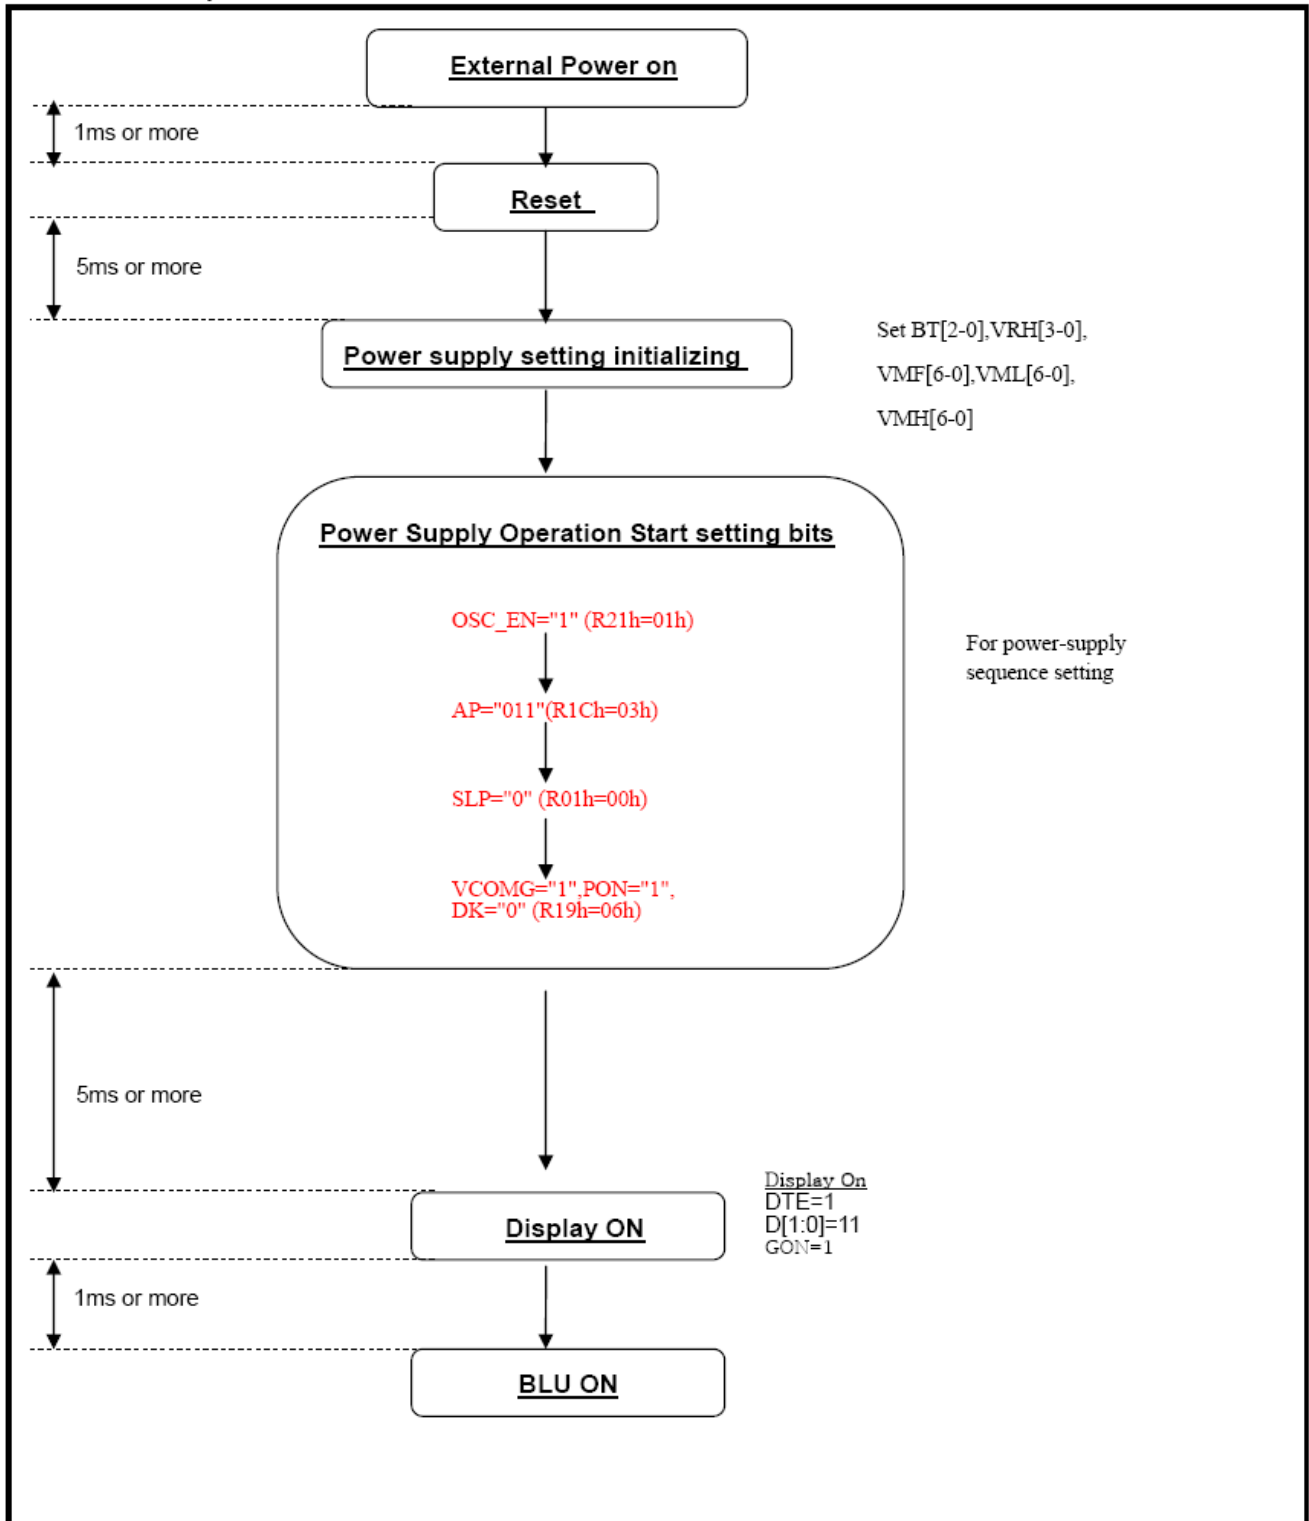 External Power on
1ms or more
Reset
5ms or more
Power supply setting initializing
Set BT[2-0],VRH[3-0],
VMF[6-0],VML[6-0],
VMH[6-0]
Power Supply Operation Start setting bits
OSC_EN="1" (R21h=01h)
AP="011"(R1Ch=03h)
SLP="0" (R01h=00h)
VCOMG="1",PON="1",
DK="0" (R19h=06h)
For power-supply
sequence setting
5ms or more
Display ON
Display On
DTE=1
D[1:0]=11
GON=1
1ms or more
BLU ON